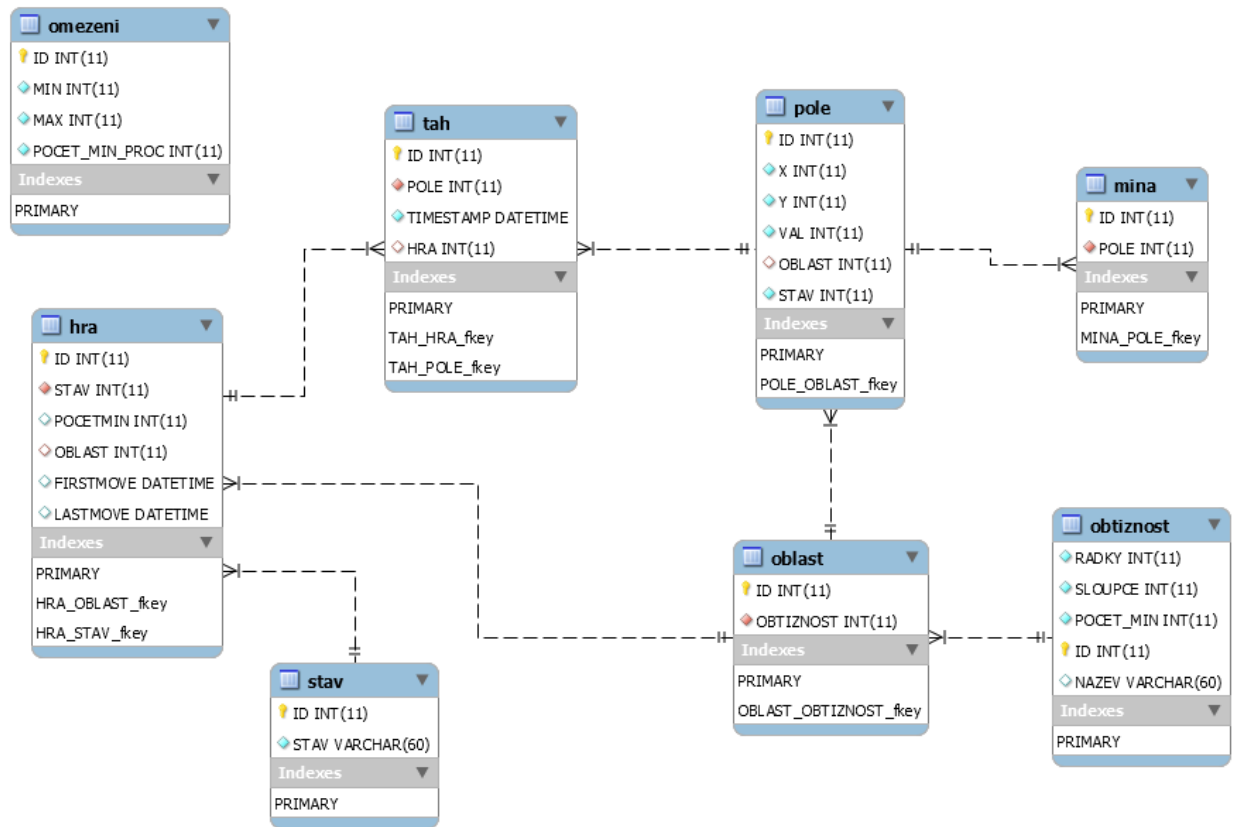 omezeni
ID INT(11)
MIN INT(11)
MAX INT(11)
POCET_MIN_PROC INT(11)
Indexes
PRIMARY
tah
ID INT(11)
POLE INT(11)
TIMESTAMP DATETIME
HRA INT(11)
Indexes
PRIMARY
TAH_HRA_fkey
TAH_POLE_fkey
pole
ID INT(11)
X INT(11)
Y INT(11)
VAL INT(11)
OBLAST INT(11)
STAV INT(11)
Indexes
PRIMARY
POLE_OBLAST_fkey
mina
ID INT(11)
POLE INT(11)
Indexes
PRIMARY
MINA_POLE_fkey
hra
ID INT(11)
STAV INT(11)
POCETMIN INT(11)
OBLAST INT(11)
FIRSTMOVE DATETIME
LASTMOVE DATETIME
Indexes
PRIMARY
HRA_OBLAST_fkey
HRA_STAV_fkey
stav
ID INT(11)
STAV VARCHAR(60)
Indexes
PRIMARY
oblast
ID INT(11)
OBTIZNOST INT(11)
Indexes
PRIMARY
OBLAST_OBTIZNOST_fkey
obtiznost
RADKY INT(11)
SLOUPCE INT(11)
POCET_MIN INT(11)
ID INT(11)
NAZEV VARCHAR(60)
Indexes
PRIMARY